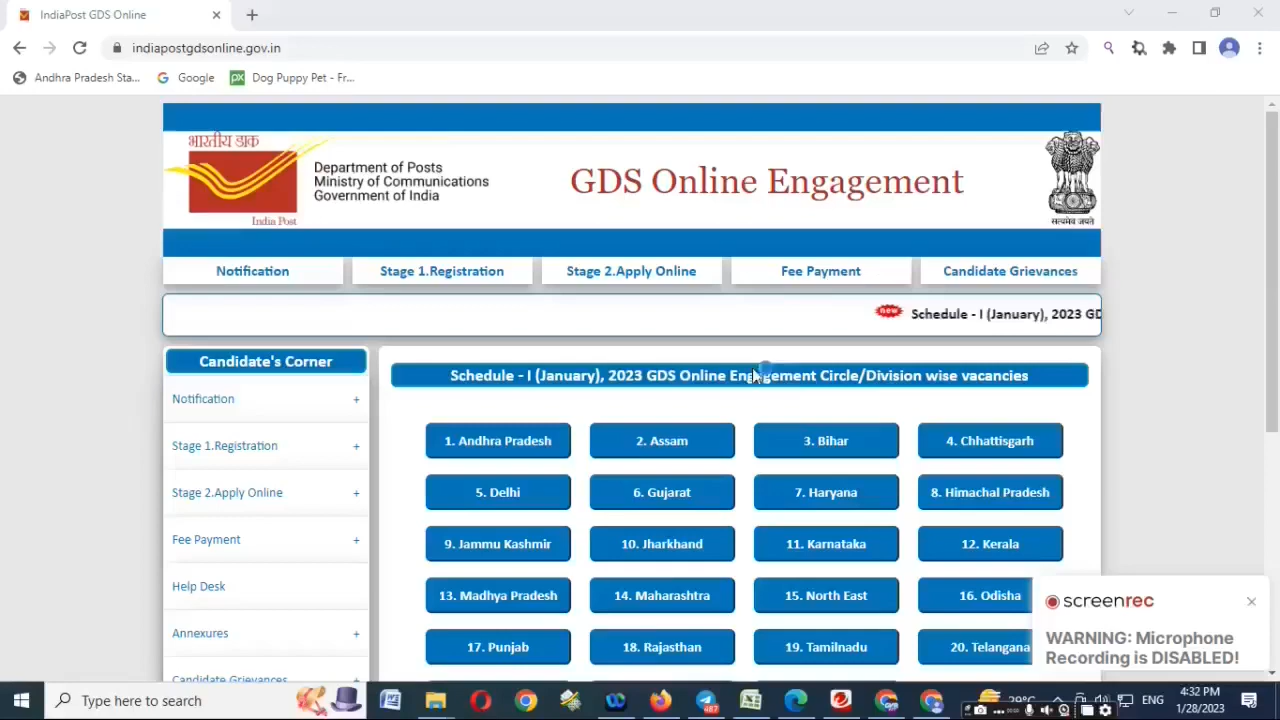 IndiaPost GDS Online
indiapostgdsonline.gov.in
Andhra Pradesh Sta...
Google
Dog Puppy Pet - Fr...
भारतीय डाक
India Post
Department of Posts
Ministry of Communications
Government of India
GDS Online Engagement
सत्यमेव जयते
Notification
Stage 1.Registration
Stage 2.Apply Online
Fee Payment
Candidate Grievances
new
Schedule - I (January), 2023 GD
Candidate's Corner
Notification +
Stage 1.Registration +
Stage 2.Apply Online +
Fee Payment +
Help Desk
Annexures +
Candidate Grievances
Schedule - I (January), 2023 GDS Online Engagement Circle/Division wise vacancies
1. Andhra Pradesh
2. Assam
3. Bihar
4. Chhattisgarh
5. Delhi
6. Gujarat
7. Haryana
8. Himachal Pradesh
9. Jammu Kashmir
10. Jharkhand
11. Karnataka
12. Kerala
13. Madhya Pradesh
14. Maharashtra
15. North East
16. Odisha
17. Punjab
18. Rajasthan
19. Tamilnadu
20. Telangana
screenrec
WARNING: Microphone
Recording is DISABLED!
Type here to search
487
ENG
4:32 PM
1/28/2023